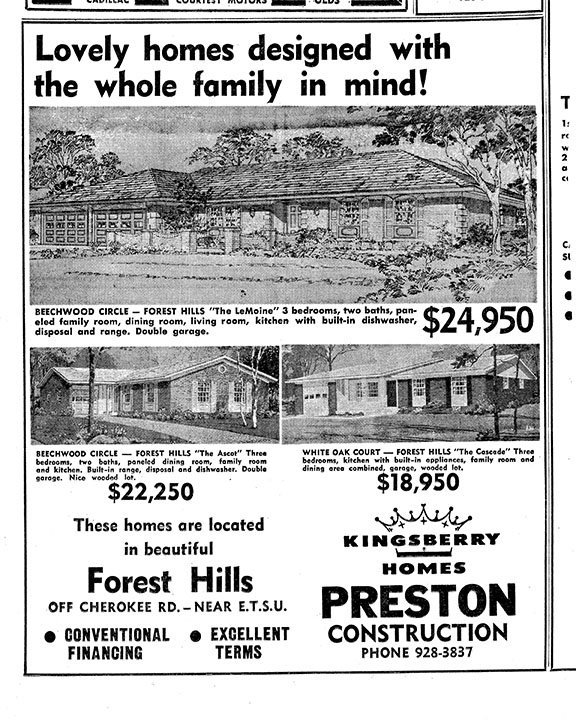 CADILLAC
COURTESY MOTORS
OLDS
Lovely homes designed with
the whole family in mind!
BEECHWOOD CIRCLE — FOREST HILLS "The LeMoine" 3 bedrooms, two baths, pan-
eled family room, dining room, living room, kitchen with built-in dishwasher,
disposal and range. Double garage.
$24,950
BEECHWOOD CIRCLE — FOREST HILLS "The Ascot" Three
bedrooms, two baths, paneled dining room, family room
and kitchen. Built-in range, disposal and dishwasher. Double
garage. Nice wooded lot.
$22,250
WHITE OAK COURT — FOREST HILLS "The Cascade" Three
bedrooms, kitchen with built-in appliances, family room and
dining area combined, garage, wooded lot.
$18,950
These homes are located
in beautiful
Forest Hills
OFF CHEROKEE RD. – NEAR E.T.S.U.
● CONVENTIONAL FINANCING
● EXCELLENT TERMS
KINGSBERRY
HOMES
PRESTON
CONSTRUCTION
PHONE 928-3837